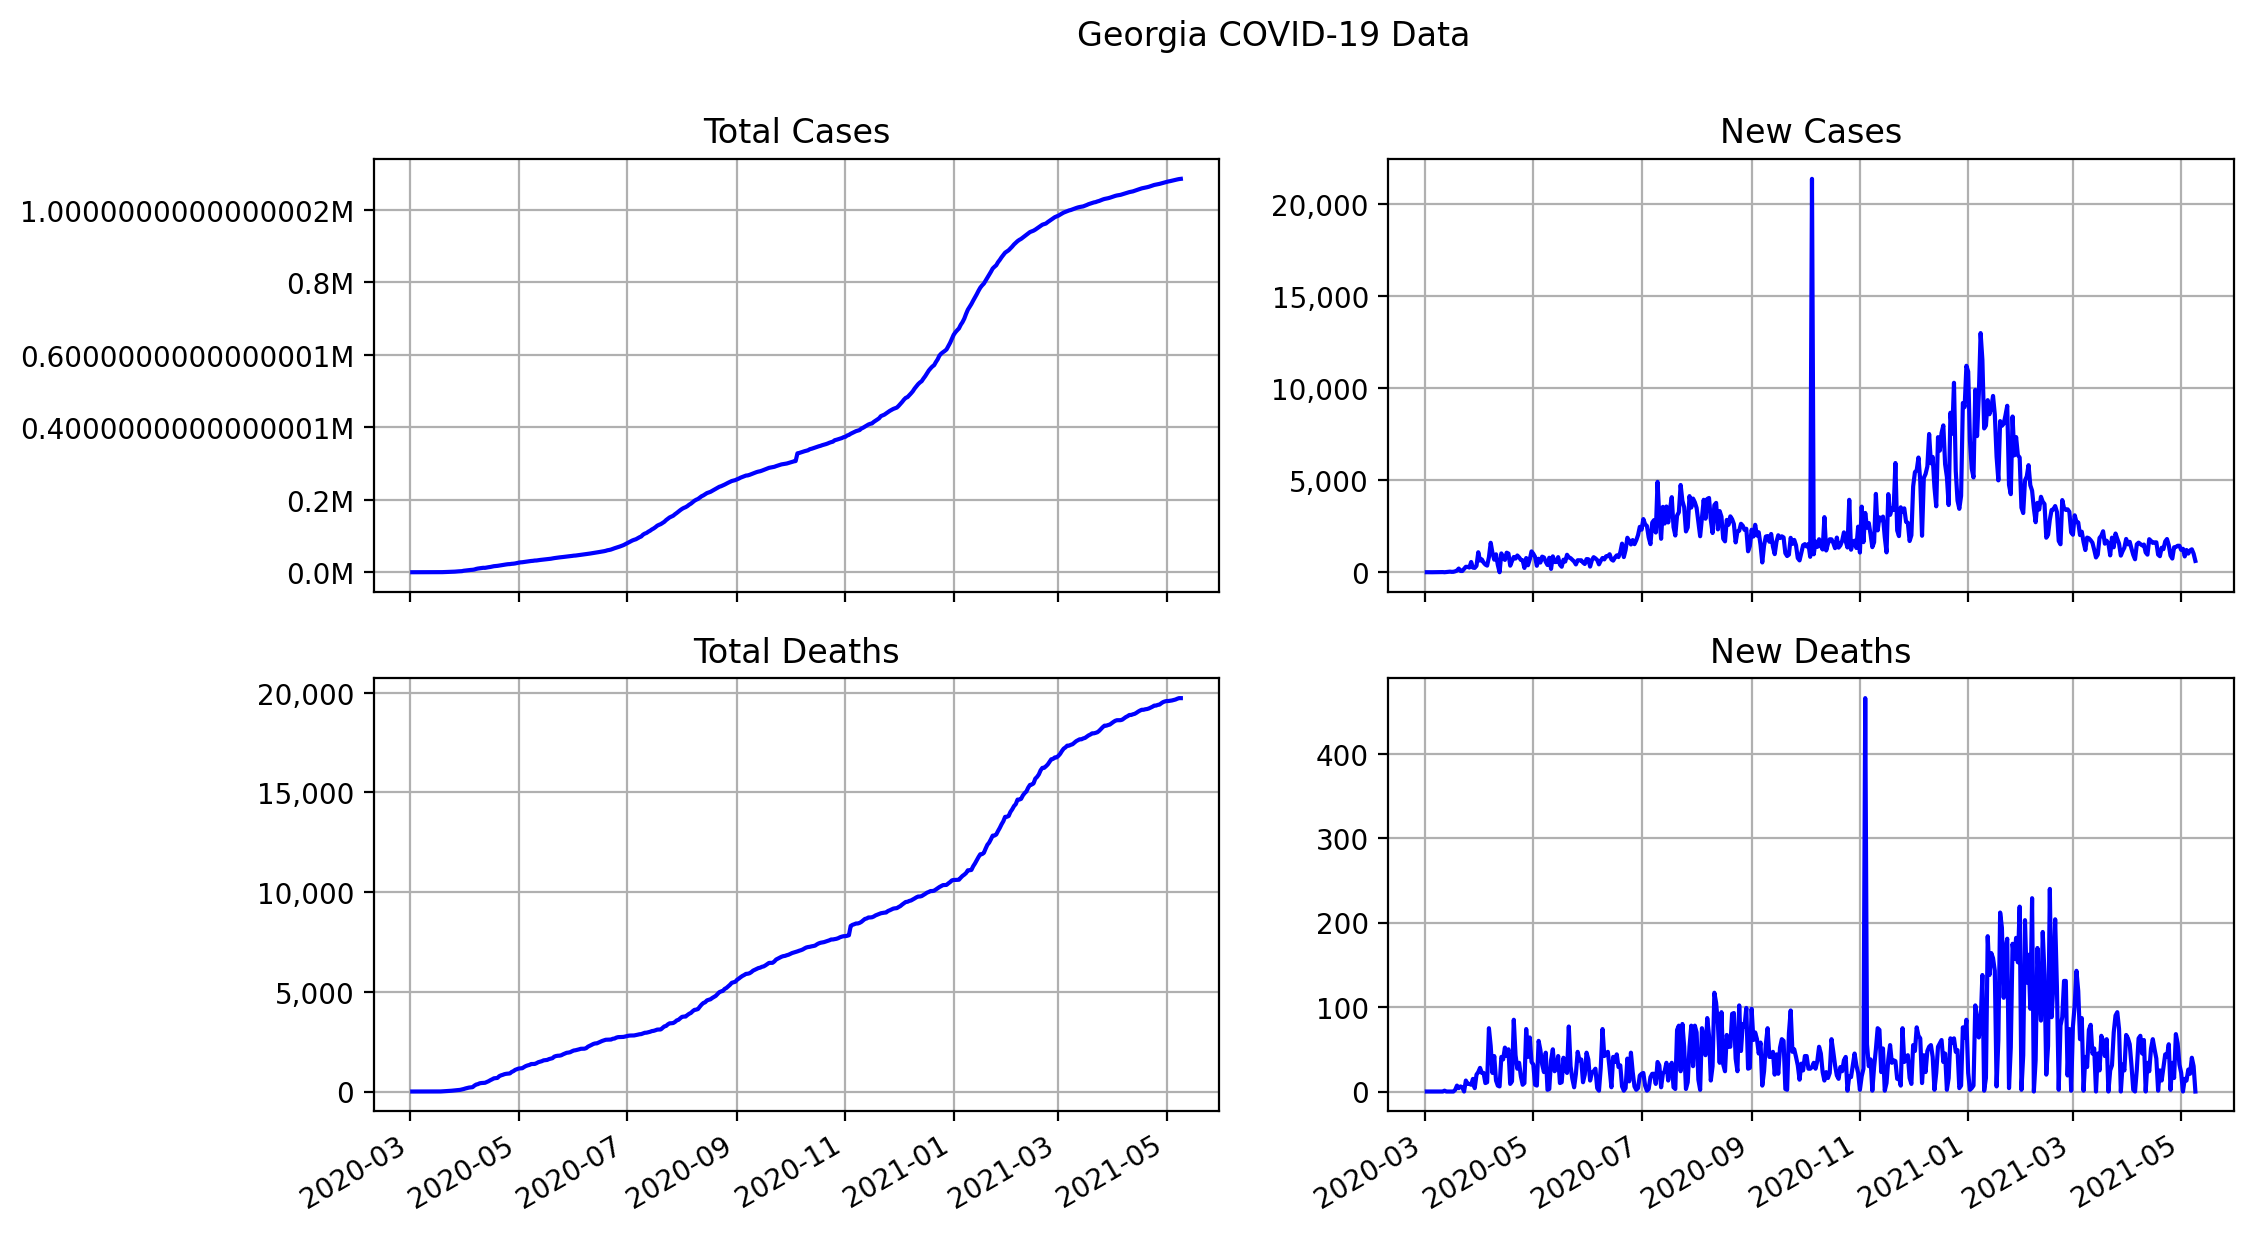 Georgia COVID-19 Data
Total Cases
1.0000000000000002M
0.8M
0.6000000000000001M
0.4000000000000001M
0.2M
0.0M
New Cases
20,000
15,000
10,000
5,000
0
Total Deaths
20,000
15,000
10,000
5,000
0
2020-03
2020-05
2020-07
2020-09
2020-11
2021-01
2021-03
2021-05
New Deaths
400
300
200
100
0
2020-03
2020-05
2020-07
2020-09
2020-11
2021-01
2021-03
2021-05